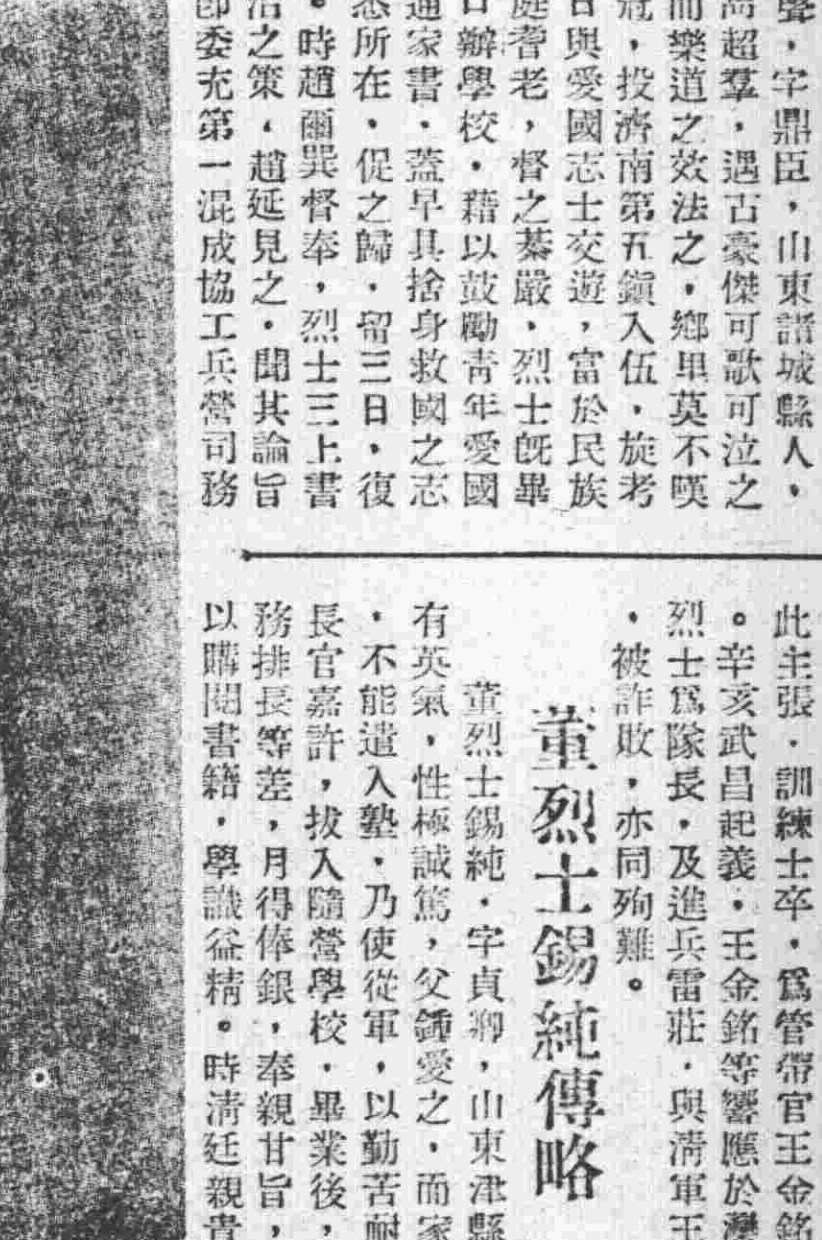 聲，字鼎臣，山東諸城縣人，
超羣，遇古豪傑可歌可泣之
而樂道之效法之，鄉里莫不嘆
冠，投濟南第五鎮入伍，旋考
日與愛國志士交遊，富於民族
庭耆老，督之綦嚴，烈士旣畢
口辦學校，藉以鼓勵青年愛國
通家書，蓋早具捨身救國之志
悉所在，促之歸，留三日，復
。時趙爾巽督奉，烈士三上書
治之策，趙延見之，聞其論旨
卽委充第一混成協工兵營司務
此主張，訓練士卒，爲管帶官王金銘
。辛亥武昌起義，王金銘等響應於灤
烈士爲隊長，及進兵雷莊，與清軍王
，被詐敗，亦同殉難。
董烈士錫純傳略
董烈士錫純，字貞，山東津縣
有英氣，性極誠篤，父鍾愛之，而家
，不能遣入塾，乃使從軍，以勤苦耐
長官嘉許，拔入隨營學校，畢業後，
務排長等差，月得俸銀，奉親甘旨，
以購閱書籍，學識益精。時清廷親貴